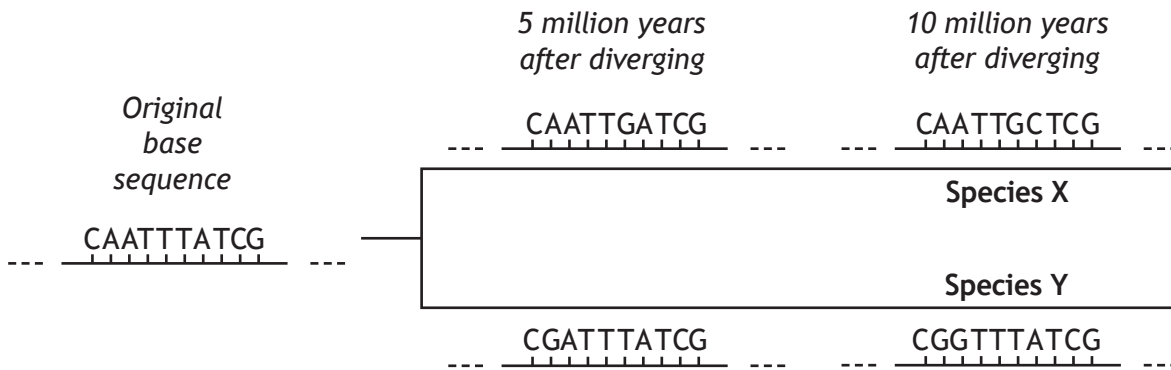 5 million years
after diverging
10 million years
after diverging
Original
base
sequence
CAATTGATCG
CAATTGCTCG
Species X
CAATTTATCG
Species Y
CGATTTATCG
CGGTTTATCG